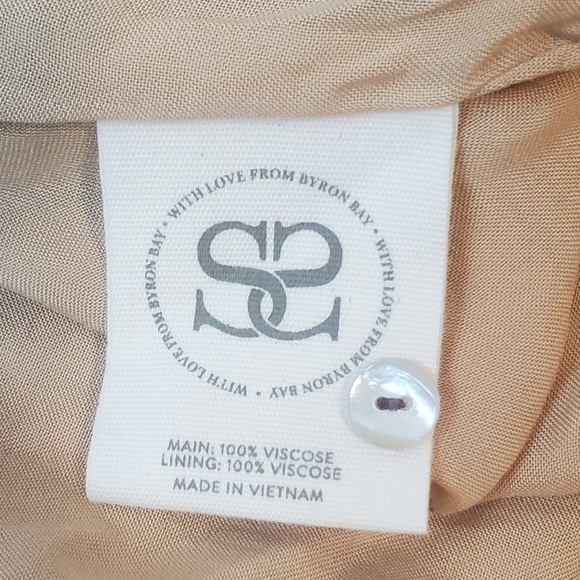 WITH LOVE FROM BYRON BAY • WITH LOVE FROM BYRON BAY • WITH LOVE FROM BYRON BAY •
MAIN: 100% VISCOSE
LINING: 100% VISCOSE
MADE IN VIETNAM